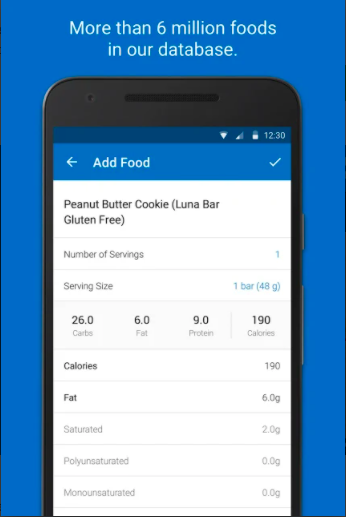 More than 6 million foods
in our database.
12:30
Add Food
Peanut Butter Cookie (Luna Bar
Gluten Free)
Number of Servings 1
Serving Size 1 bar (48 g)
26.0 6.0 9.0 190
Carbs Fat Protein Calories
Calories 190
Fat 6.0g
Saturated 2.0g
Polyunsaturated 0.0g
Monounsaturated 0.0g